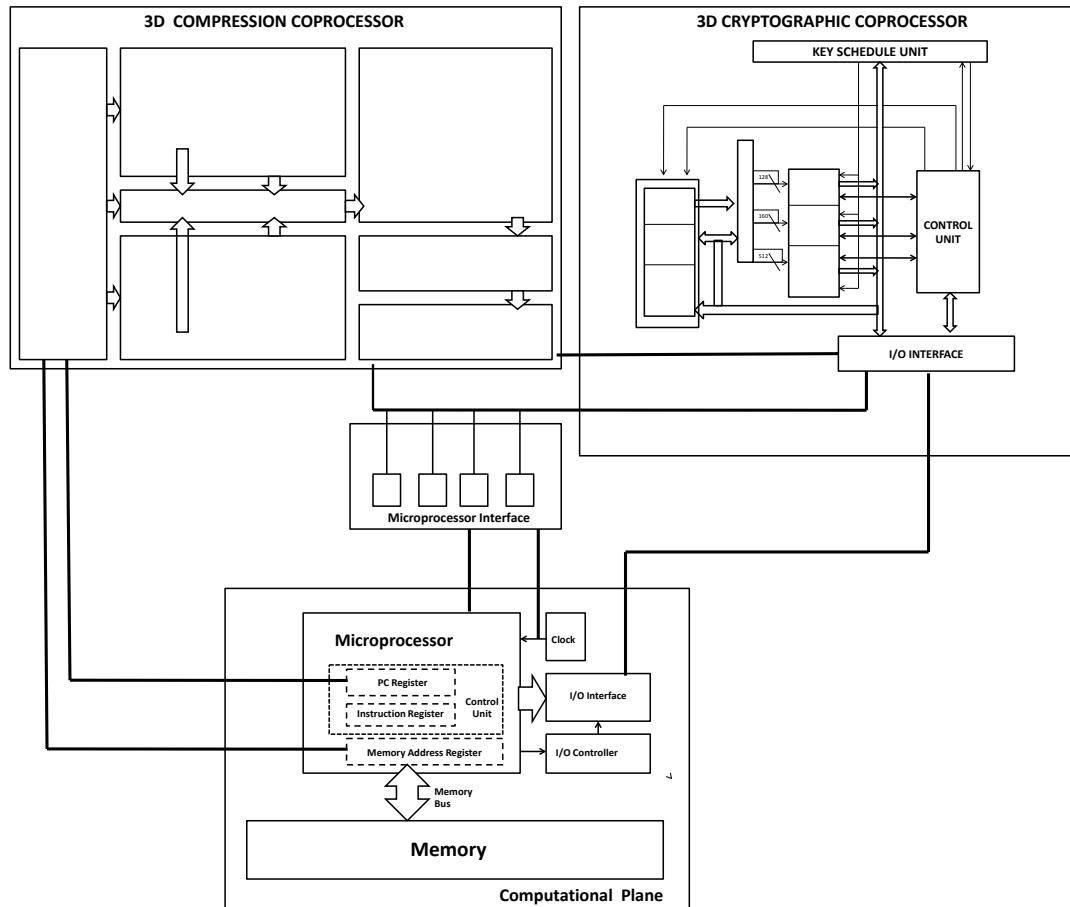 3D COMPRESSION COPROCESSOR
3D CRYPTOGRAPHIC COPROCESSOR
KEY SCHEDULE UNIT
128
160
512
CONTROL
UNIT
I/O INTERFACE
Microprocessor Interface
Microprocessor
Clock
PC Register
Control
Unit
Instruction Register
I/O Interface
Memory Address Register
I/O Controller
Memory
Bus
Memory
Computational Plane